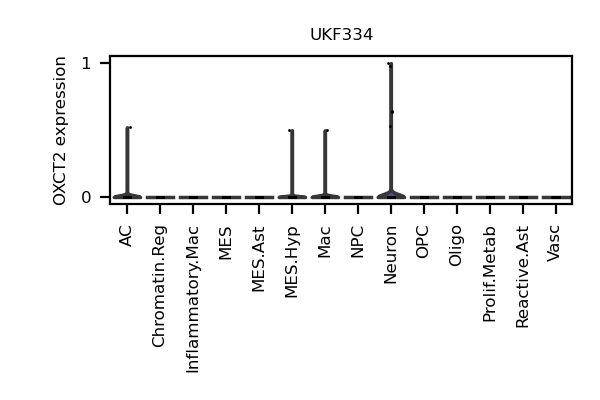 UKF334
OXCT2 expression
1
0
AC
Chromatin.Reg
Inflammatory.Mac
MES
MES.Ast
MES.Hyp
Mac
NPC
Neuron
OPC
Oligo
Prolif.Metab
Reactive.Ast
Vasc